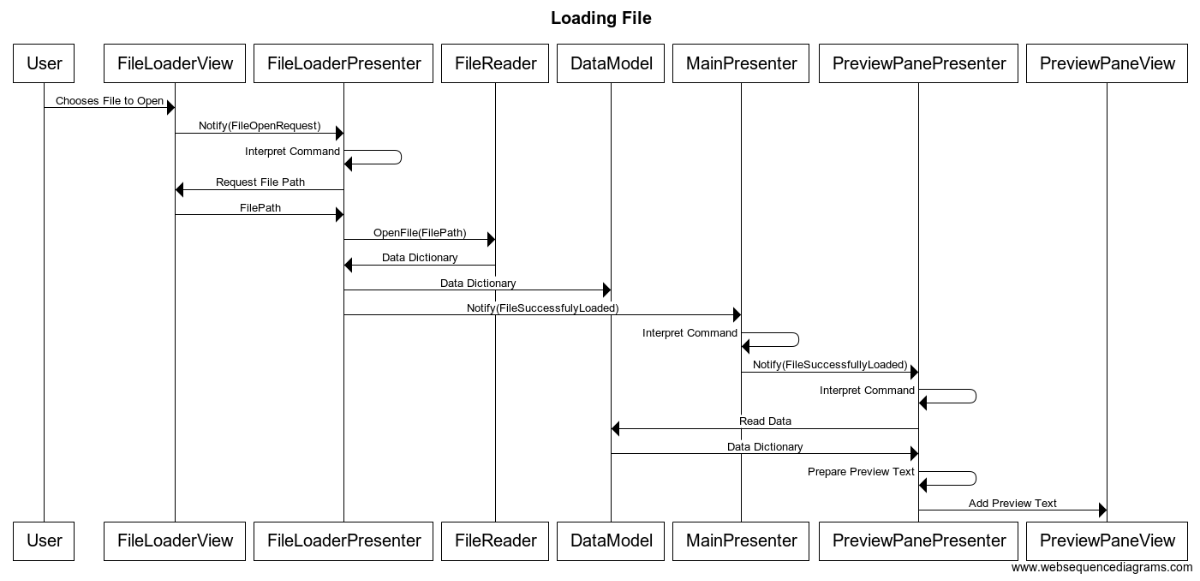 Loading File
User FileLoaderView FileLoaderPresenter FileReader DataModel MainPresenter PreviewPanePresenter PreviewPaneView
Chooses File to Open
Notify(FileOpenRequest)
Interpret Command
Request File Path
FilePath
OpenFile(FilePath)
Data Dictionary
Data Dictionary
Notify(FileSuccessfulyLoaded)
Interpret Command
Notify(FileSuccessfullyLoaded)
Interpret Command
Read Data
Data Dictionary
Prepare Preview Text
Add Preview Text
User FileLoaderView FileLoaderPresenter FileReader DataModel MainPresenter PreviewPanePresenter PreviewPaneView
www.websequencediagrams.com